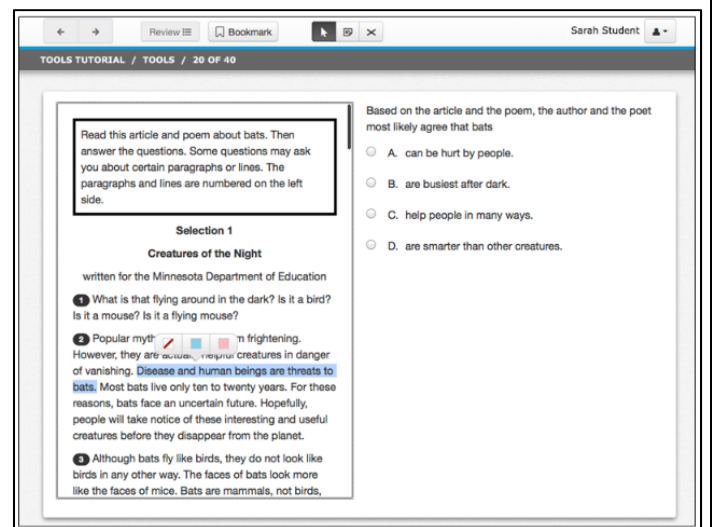 Review
Bookmark
Sarah Student
TOOLS TUTORIAL / TOOLS / 20 OF 40
Read this article and poem about bats. Then
answer the questions. Some questions may ask
you about certain paragraphs or lines. The
paragraphs and lines are numbered on the left
side.
Selection 1
Creatures of the Night
written for the Minnesota Department of Education
1 What is that flying around in the dark? Is it a bird?
Is it a mouse? Is it a flying mouse?
2 Popular myth frightening.
However, they are actually helpful creatures in danger
of vanishing. Disease and human beings are threats to
bats. Most bats live only ten to twenty years. For these
reasons, bats face an uncertain future. Hopefully,
people will take notice of these interesting and useful
creatures before they disappear from the planet.
3 Although bats fly like birds, they do not look like
birds in any other way. The faces of bats look more
like the faces of mice. Bats are mammals, not birds,
Based on the article and the poem, the author and the poet
most likely agree that bats
A. can be hurt by people.
B. are busiest after dark.
C. help people in many ways.
D. are smarter than other creatures.